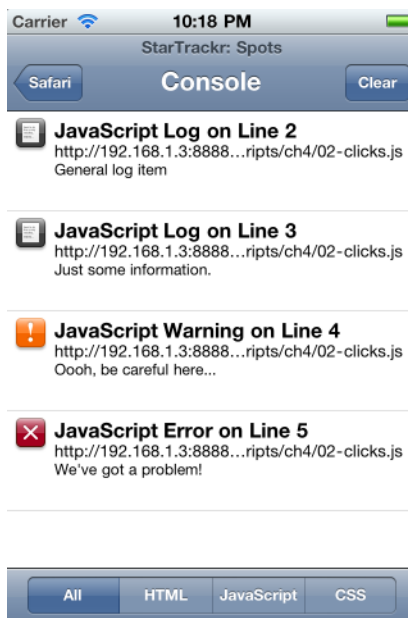 Carrier 10:18 PM
StarTrackr: Spots
Safari Console Clear
JavaScript Log on Line 2
http://192.168.1.3:8888...ripts/ch4/02-clicks.js
General log item
JavaScript Log on Line 3
http://192.168.1.3:8888...ripts/ch4/02-clicks.js
Just some information.
JavaScript Warning on Line 4
http://192.168.1.3:8888...ripts/ch4/02-clicks.js
Oooh, be careful here...
JavaScript Error on Line 5
http://192.168.1.3:8888...ripts/ch4/02-clicks.js
We've got a problem!
All HTML JavaScript CSS